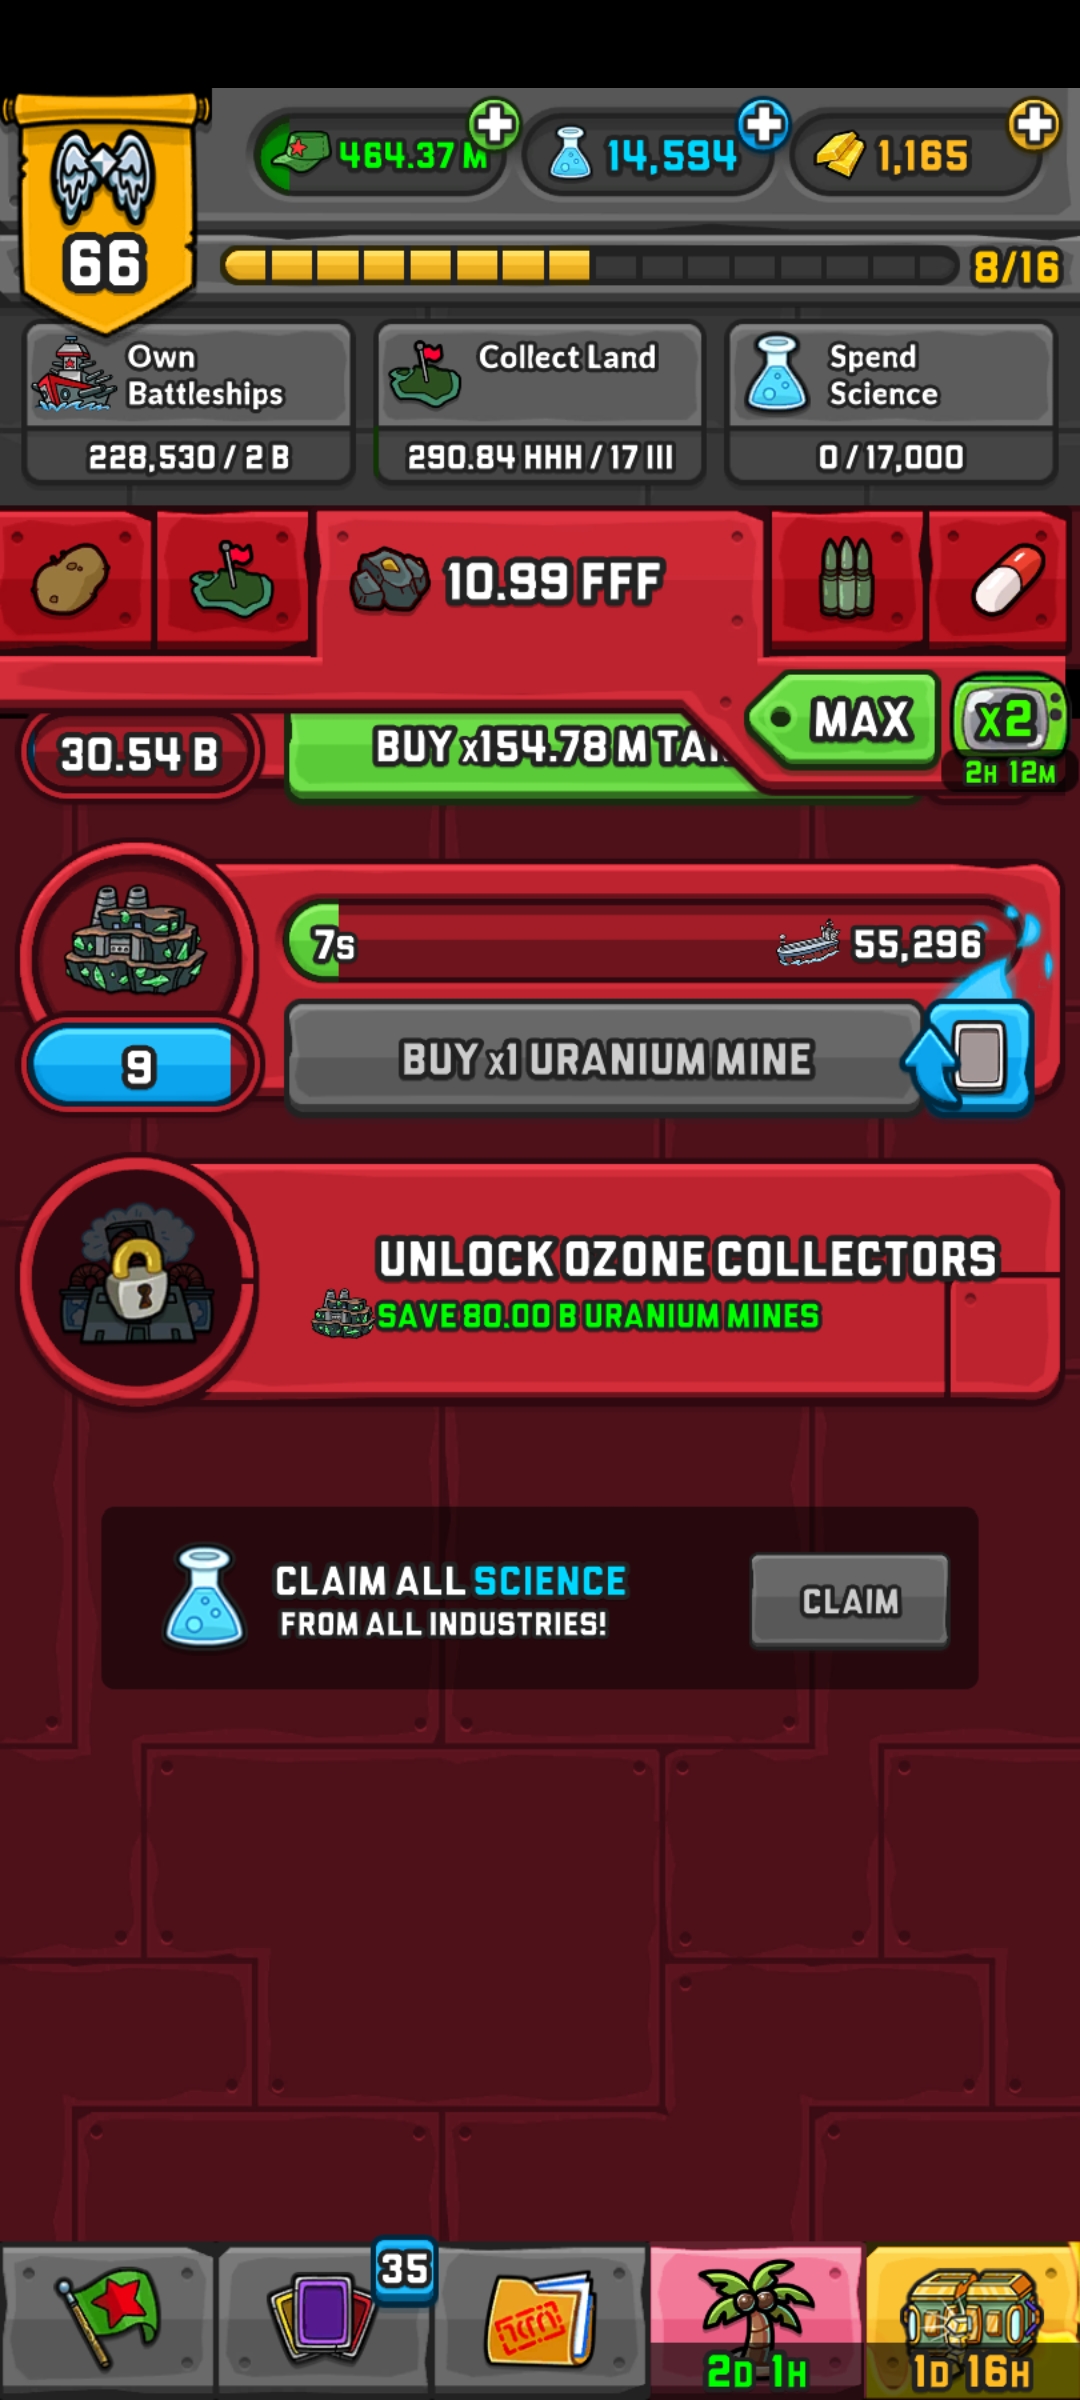 464.37 M
14,594
1,165
66
8/16
Own
Battleships
228,530 / 2 B
Collect Land
290.84 HHH / 17 III
Spend
Science
0 / 17,000
10.99 FFF
MAX
x2
2H 12M
30.54 B
BUY x154.78 M
7s
55,296
9
BUY x1 URANIUM MINE
UNLOCK OZONE COLLECTORS
SAVE 80.00 B URANIUM MINES
CLAIM ALL SCIENCE
FROM ALL INDUSTRIES!
CLAIM
35
2D 1H
1D 16H